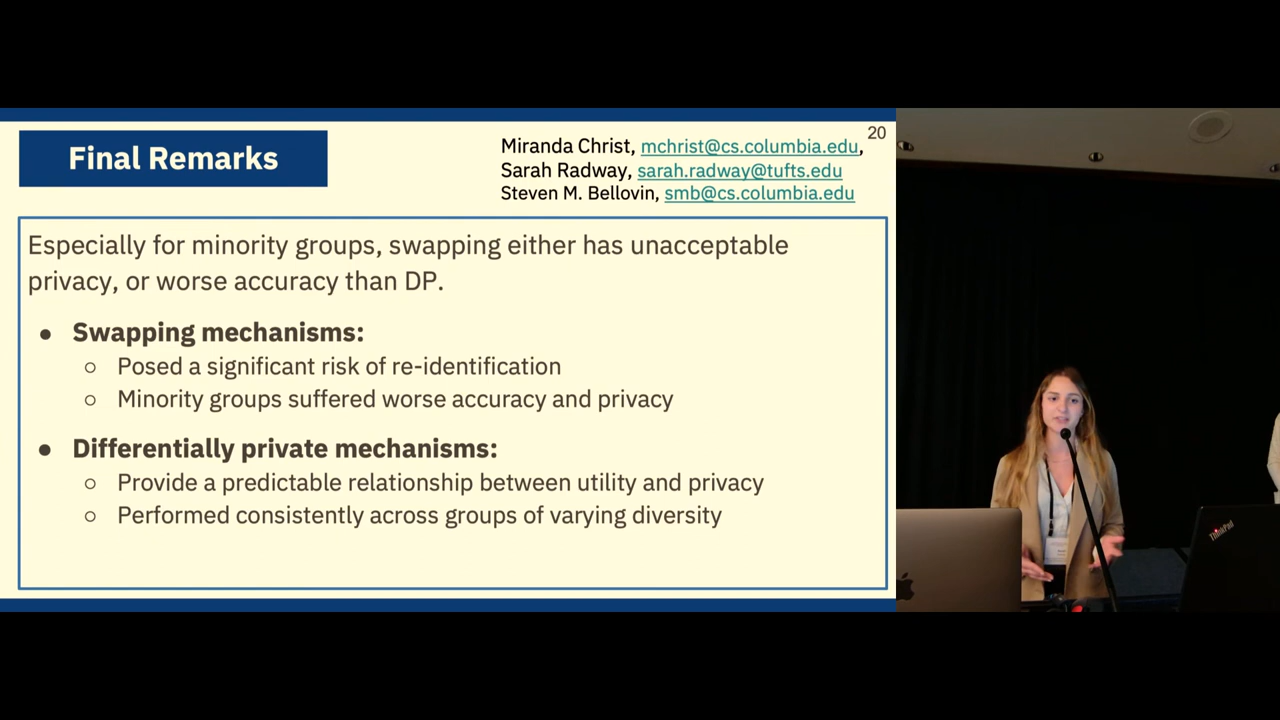 Final Remarks
Miranda Christ, mchrist@cs.columbia.edu,
20
Sarah Radway, sarah.radway@tufts.edu
Steven M. Bellovin, smb@cs.columbia.edu
Especially for minority groups, swapping either has unacceptable
privacy, or worse accuracy than DP.
● Swapping mechanisms:
○ Posed a significant risk of re-identification
○ Minority groups suffered worse accuracy and privacy
● Differentially private mechanisms:
○ Provide a predictable relationship between utility and privacy
○ Performed consistently across groups of varying diversity
ThinkPad